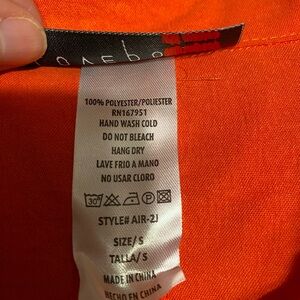 100% POLYESTER/POLIESTER
RN167951
HAND WASH COLD
DO NOT BLEACH
HANG DRY
LAVE FRIO A MANO
NO USAR CLORO
30°
STYLE# AIR-2J
SIZE/ S
TALLA/ S
MADE IN CHINA
HECHO EN CHINA